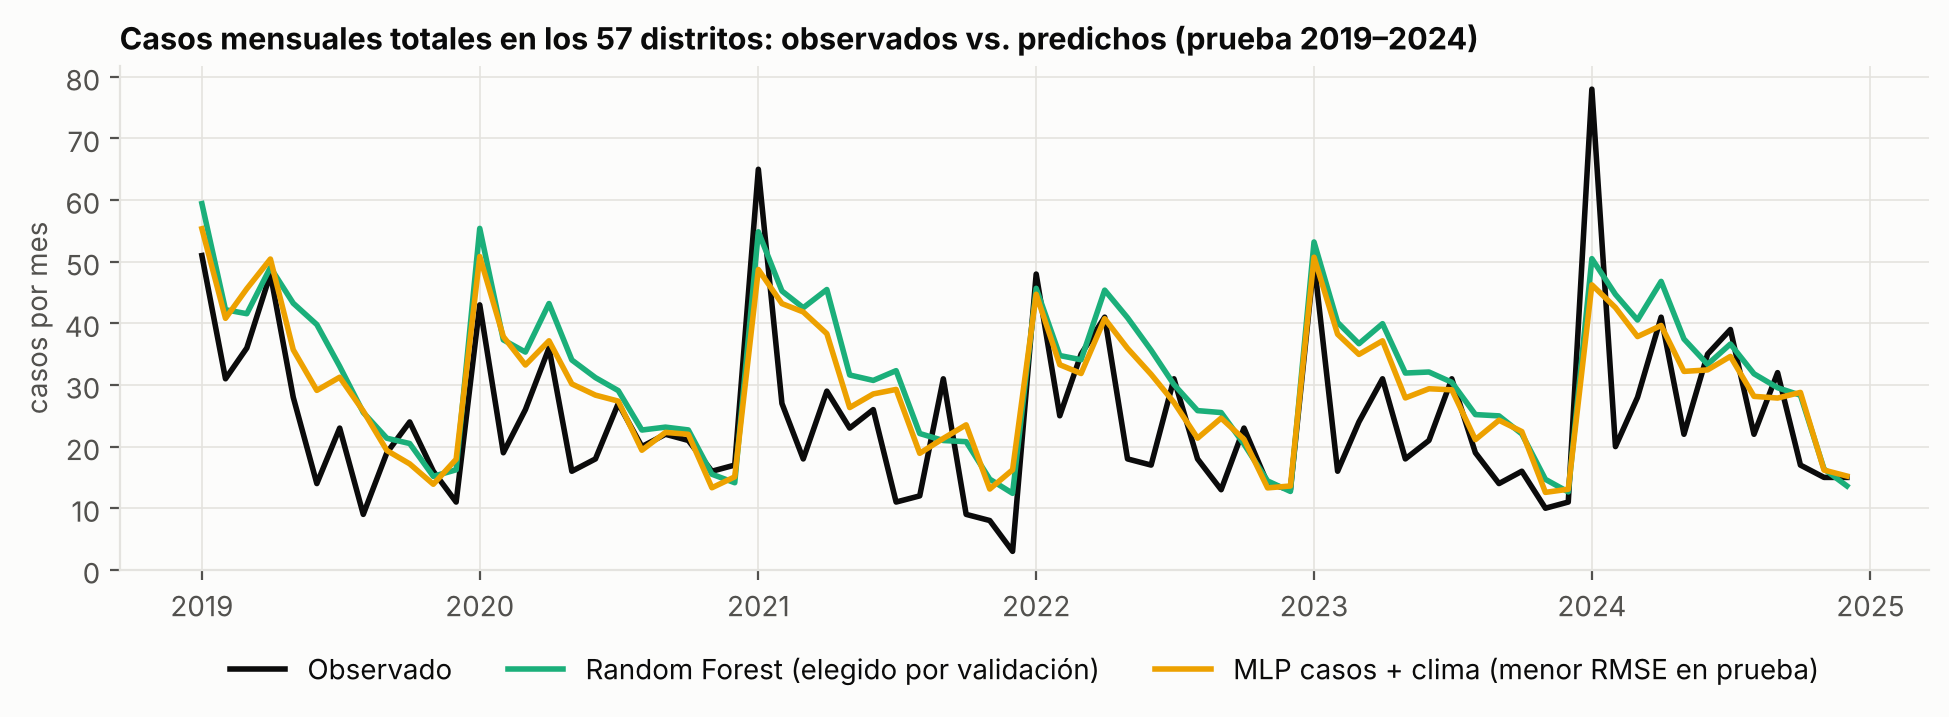 Casos mensuales totales en los 57 distritos: observados vs. predichos (prueba 2019–2024)
casos por mes
80
70
60
50
40
30
20
10
0
2019 2020 2021 2022 2023 2024 2025
Observado Random Forest (elegido por validación) MLP casos + clima (menor RMSE en prueba)